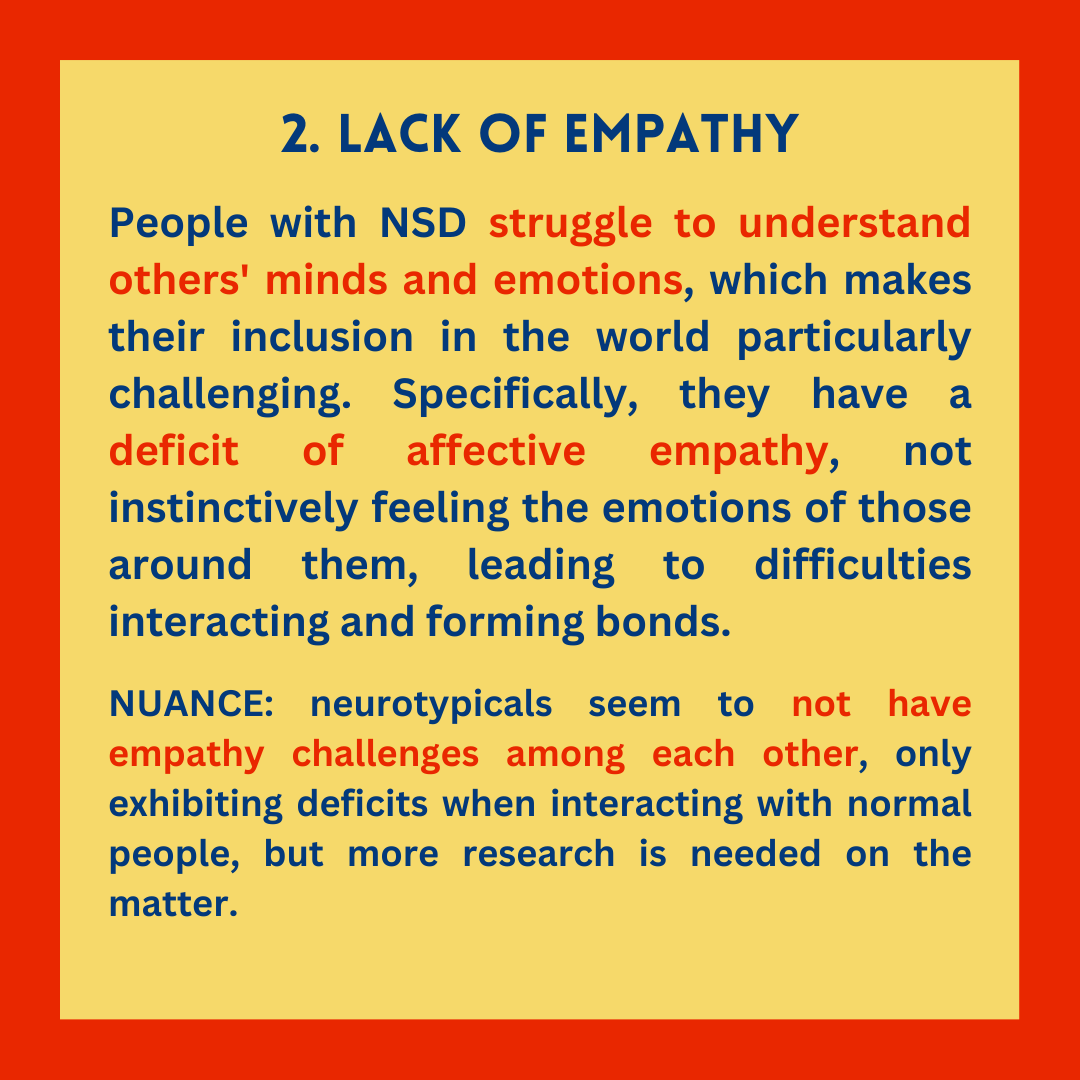 2. LACK OF EMPATHY
People with NSD struggle to understand
others' minds and emotions, which makes
their inclusion in the world particularly
challenging. Specifically, they have a
deficit of affective empathy, not
instinctively feeling the emotions of those
around them, leading to difficulties
interacting and forming bonds.
NUANCE: neurotypicals seem to not have
empathy challenges among each other, only
exhibiting deficits when interacting with normal
people, but more research is needed on the
matter.